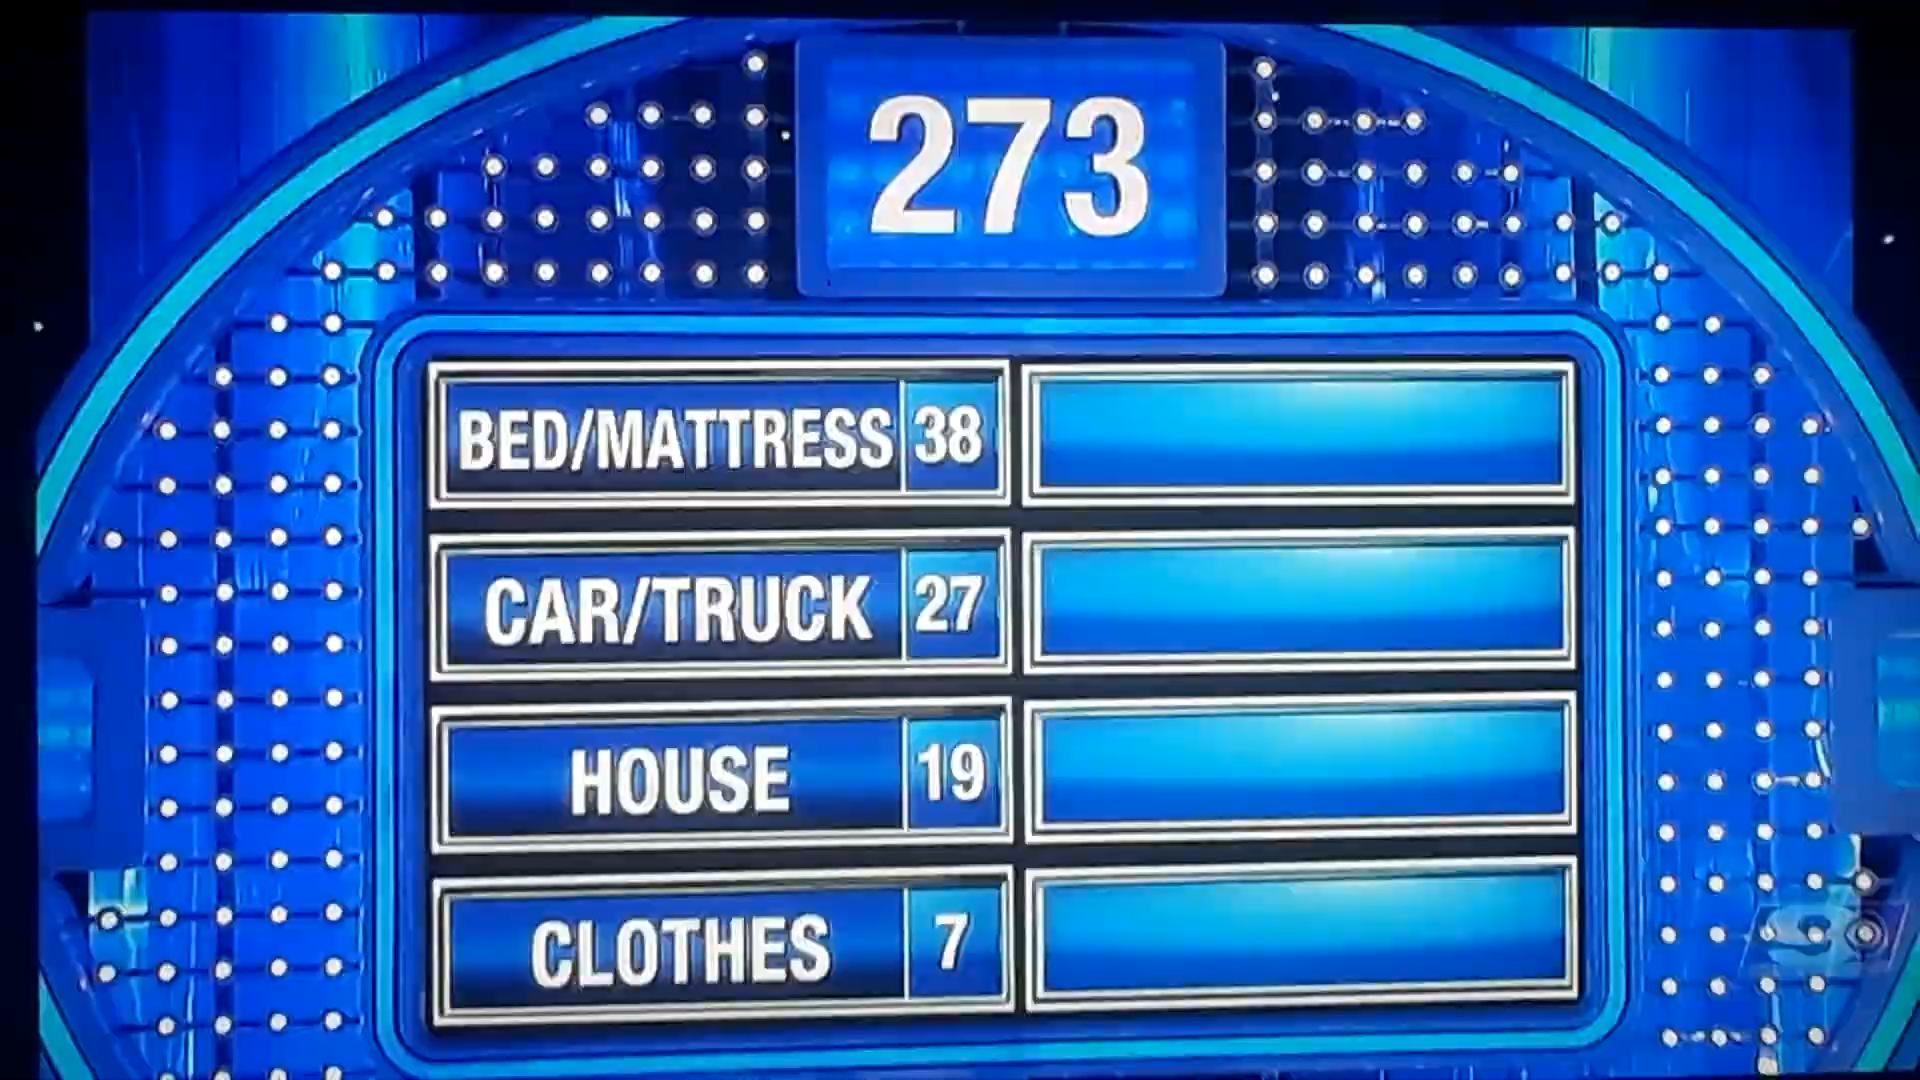 273
BED/MATTRESS 38
CAR/TRUCK 27
HOUSE 19
CLOTHES 7